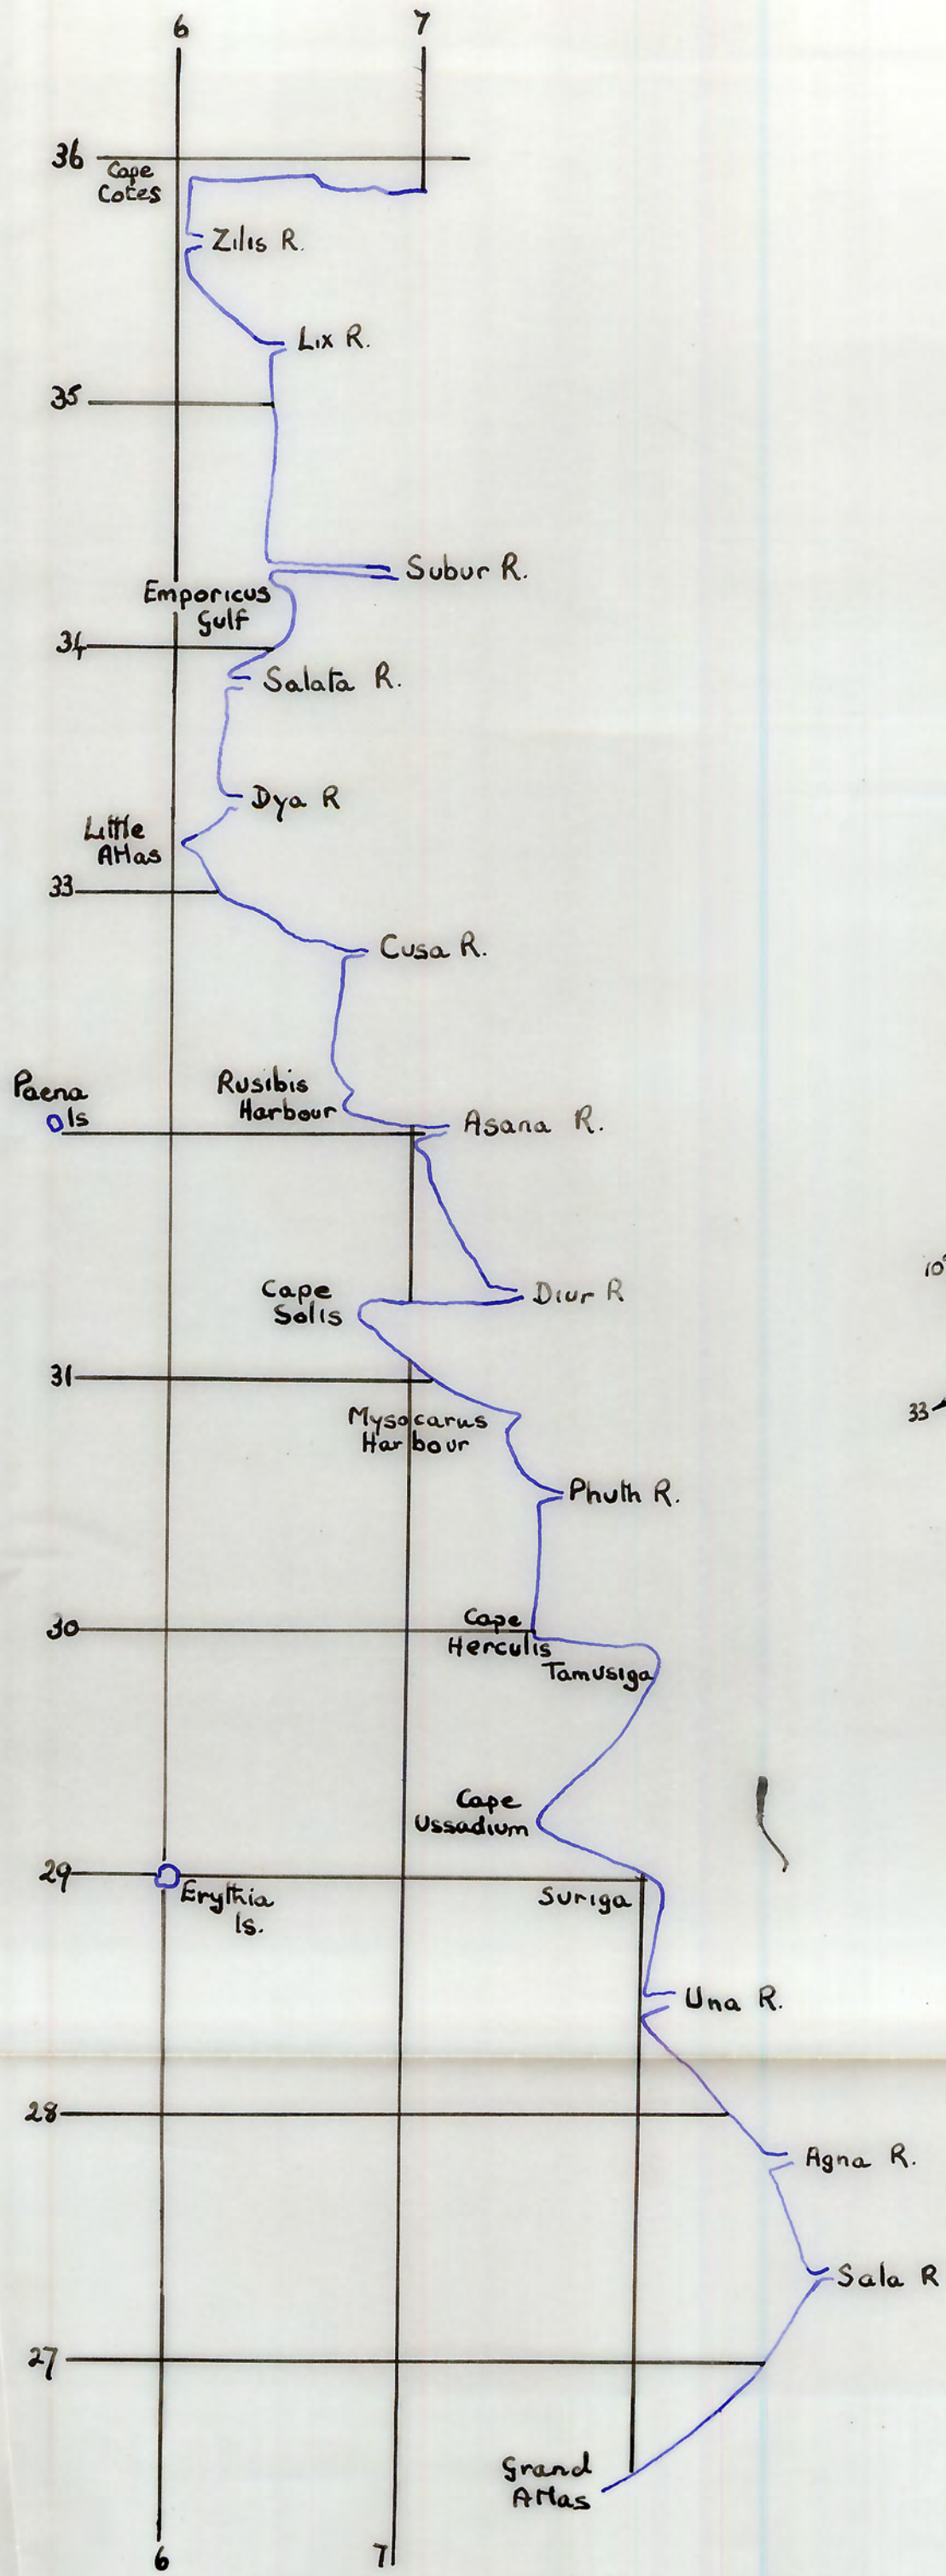 6 7
36
Cape
Cotes
Zilis R.
Lix R.
35
Subur R.
Emporicus
Gulf
34
Salata R.
Dya R
Little
Atlas
33
Cusa R.
Paena
Is
Rusibis
Harbour
Asana R.
10°
Cape
Solis
Diur R
31
33
Mysocarus
Harbour
Phuth R.
30
Cape
Herculis
Tamusiga
Cape
Ussadium
29
Erythia
Is.
Suriga
Una R.
28
Agna R.
Sala R
27
Grand
Atlas
6 7